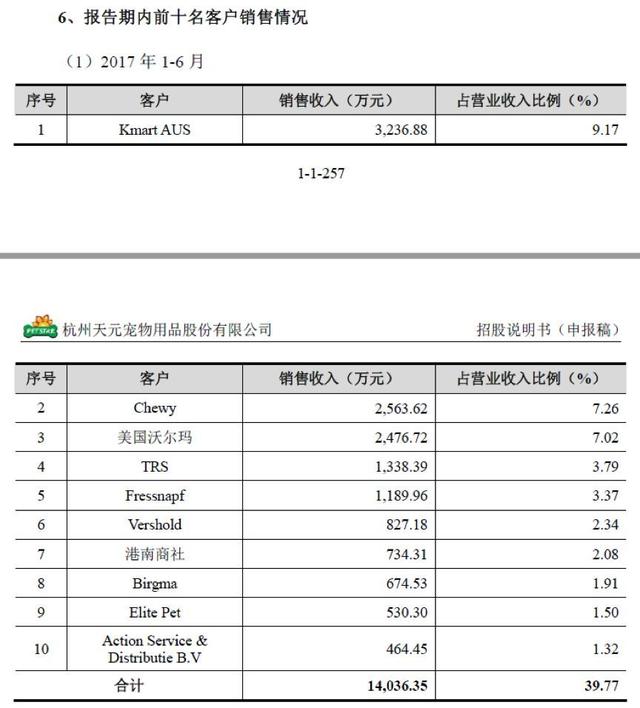 6、报告期内前十名客户销售情况
（1）2017 年 1-6 月
序号 客户 销售收入（万元） 占营业收入比例（%）
1 Kmart AUS 3,236.88 9.17
1-1-257
PETSTAR 杭州天元宠物用品股份有限公司 招股说明书（申报稿）
序号 客户 销售收入（万元） 占营业收入比例（%）
2 Chewy 2,563.62 7.26
3 美国沃尔玛 2,476.72 7.02
4 TRS 1,338.39 3.79
5 Fressnapf 1,189.96 3.37
6 Vershold 827.18 2.34
7 港南商社 734.31 2.08
8 Birgma 674.53 1.91
9 Elite Pet 530.30 1.50
10 Action Service &
Distributie B.V 464.45 1.32
合计 14,036.35 39.77